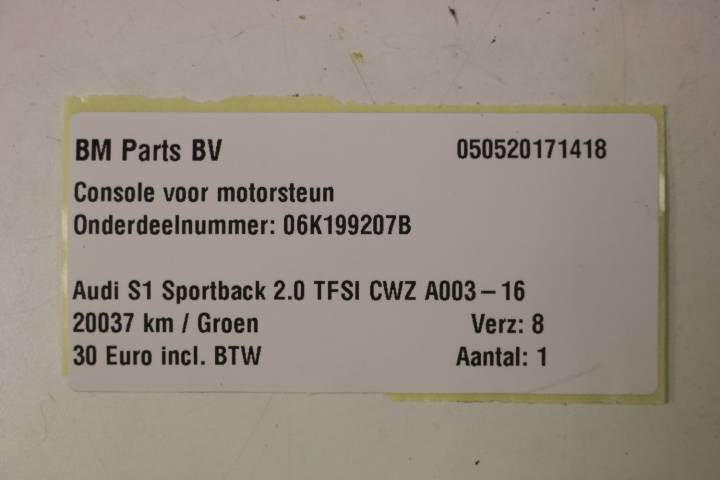 BM Parts BV 050520171418
Console voor motorsteun
Onderdeelnummer: 06K199207B
Audi S1 Sportback 2.0 TFSI CWZ A003-16
20037 km / Groen Verz: 8
30 Euro incl. BTW Aantal: 1